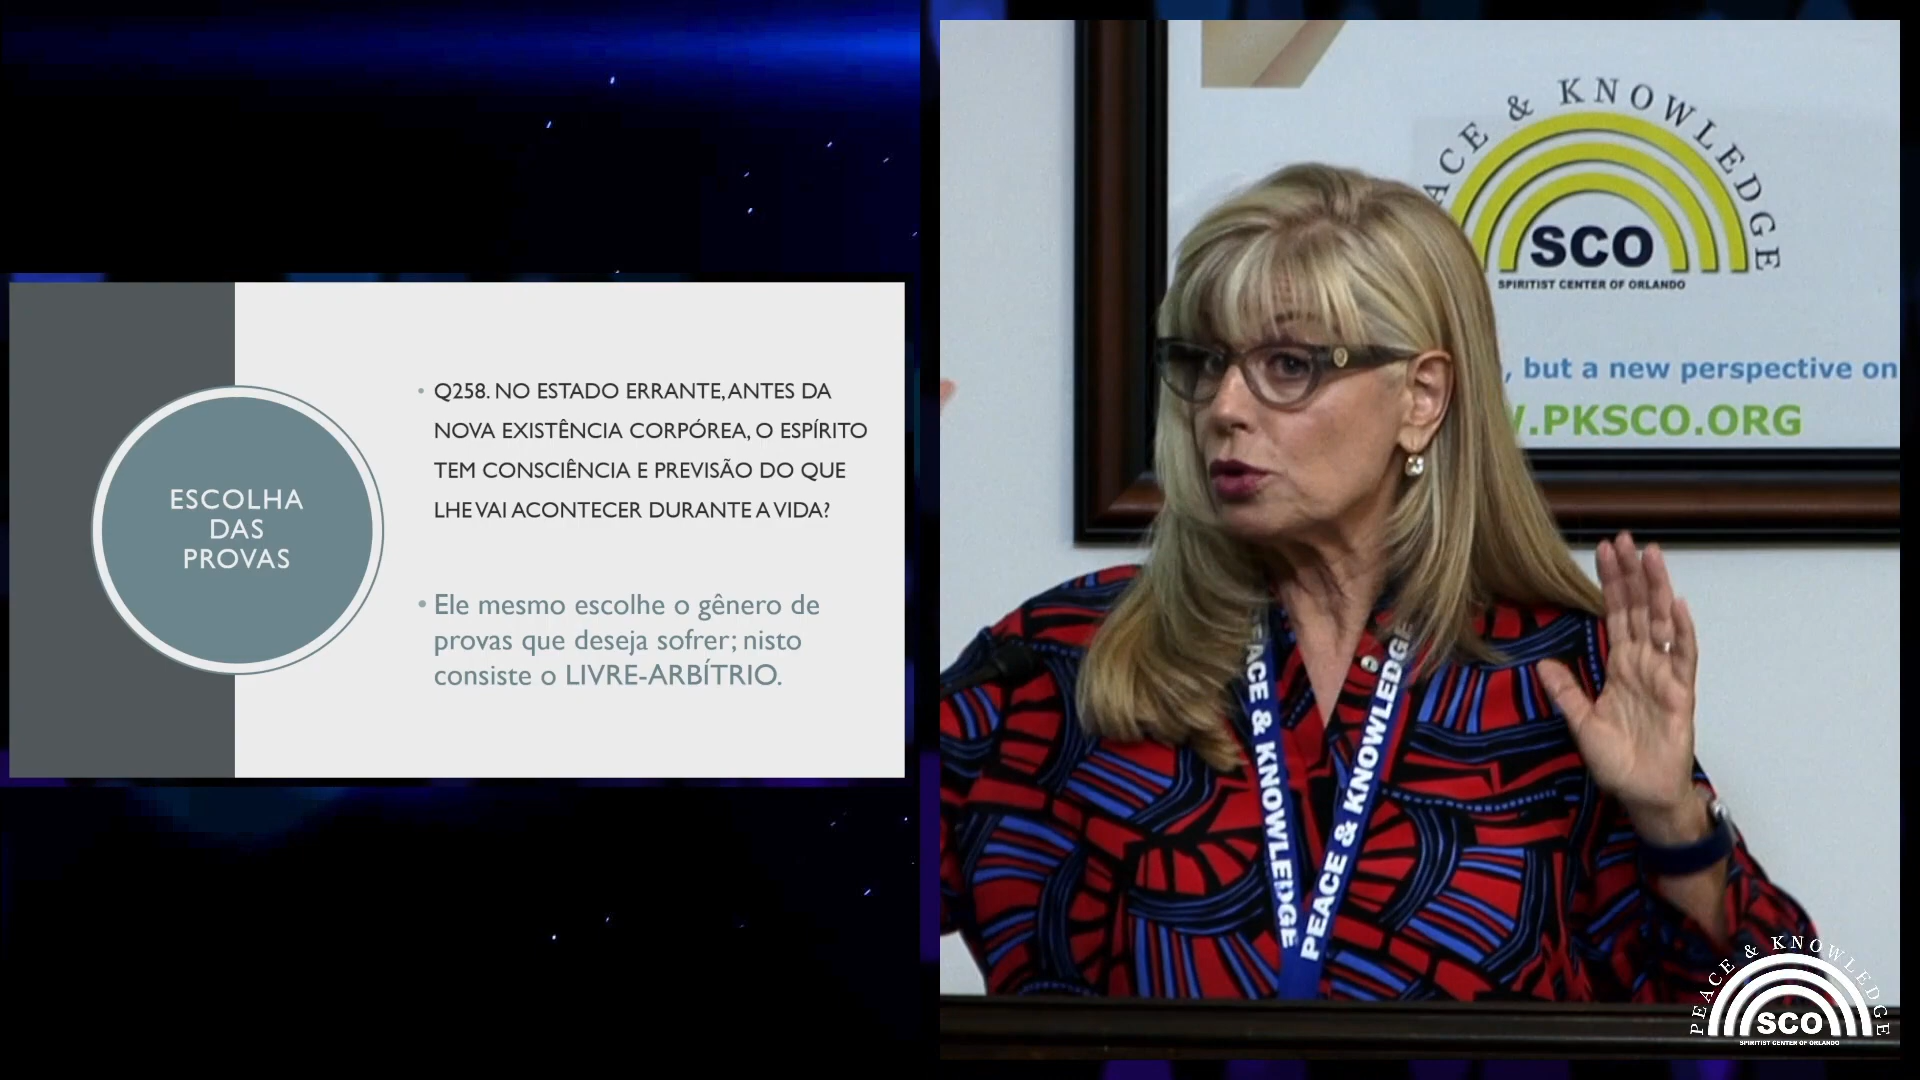 ESCOLHA
DAS
PROVAS
• Q258. NO ESTADO ERRANTE, ANTES DA
NOVA EXISTÊNCIA CORPÓREA, O ESPÍRITO
TEM CONSCIÊNCIA E PREVISÃO DO QUE
LHE VAI ACONTECER DURANTE A VIDA?
• Ele mesmo escolhe o gênero de
provas que deseja sofrer; nisto
consiste o LIVRE-ARBÍTRIO.
ACE & KNOWLEDGE
SCO
SPIRITIST CENTER OF ORLANDO
, but a new perspective on
.PKSCO.ORG
EACE & KNOWLEDGE
PEACE & KNOWLEDGE
PEACE & KNOWLEDGE
SCO
SPIRITIST CENTER OF ORLANDO